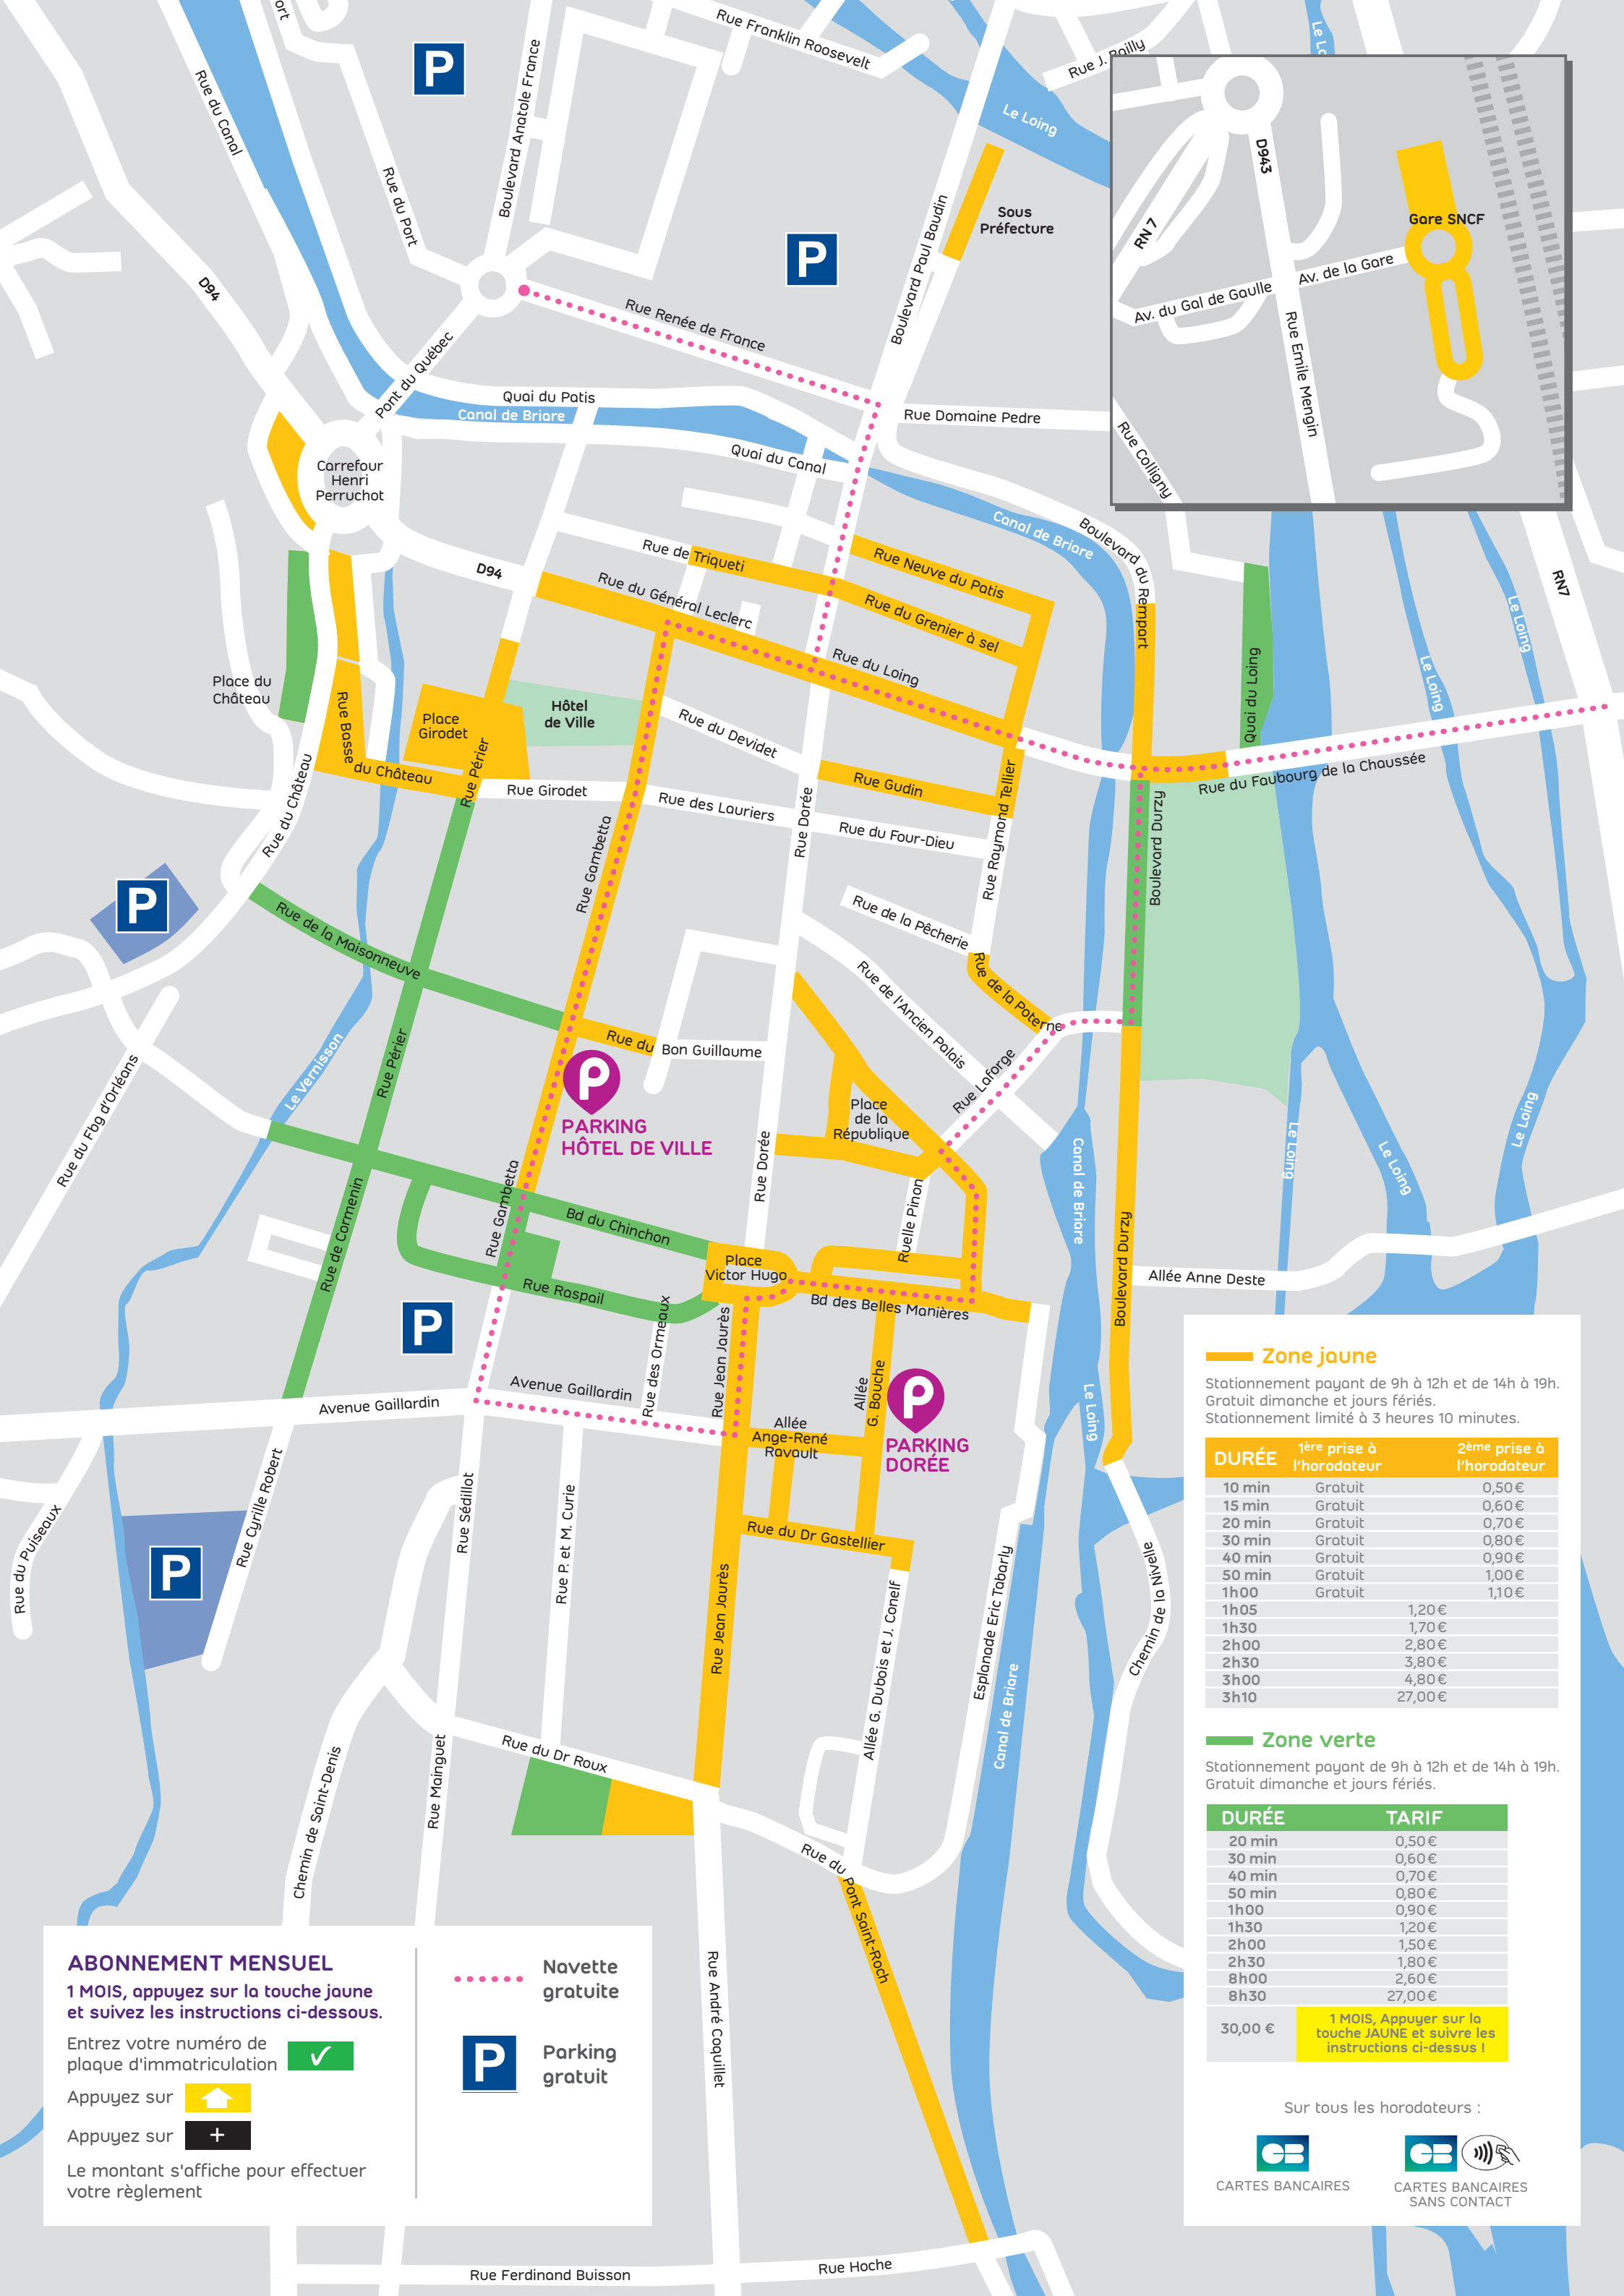 ort
Rue du Canal
Rue du Port
Boulevard Anatole France
P
Rue Franklin Roosevelt
Rue J. Bailly
Le Loing
Le Lo
Boulevard Paul Baudin
Sous
Préfecture
P
D943
RN 7
Gare SNCF
Av. de la Gare
Av. du Gal de Gaulle
Rue Emile Mengin
D94
Rue Renée de France
Pont du Québec
Quai du Patis
Canal de Briare
Rue Domaine Pedre
Rue Colligny
Quai du Canal
Carrefour
Henri
Perruchot
Canal de Briare
Boulevard du Rempart
D94
Rue de Triqueti
Rue Neuve du Patis
Rue du Général Leclerc
Rue du Grenier à sel
RN7
Le Loing
Le Loing
Rue du Loing
Quai du Loing
Place du
Château
Rue Basse
du Château
Place
Girodet
Hôtel
de Ville
Rue Périer
Rue du Devidet
Rue Gudin
Rue du Faubourg de la Chaussée
Rue Girodet
Rue des Lauriers
Rue Dorée
Rue du Four-Dieu
Rue Raymond Tellier
Boulevard Durzy
Rue du Château
Rue Gambetta
P
Rue de la Maisonneuve
Rue de la Pêcherie
Rue de la Poterne
Rue de l'Ancien Palais
Rue du Bon Guillaume
Rue Laforge
Le Vernisson
Rue Périer
Rue du Fbg d'Orléans
P
PARKING
HÔTEL DE VILLE
Place
de la
République
Rue Dorée
Ruelle Pinon
Canal de Briare
Le Loing
Le Loing
Le Loing
Rue de Cormenin
Rue Gambetta
Bd du Chinchon
Place
Victor Hugo
Boulevard Durzy
Allée Anne Deste
Rue Raspail
Bd des Belles Manières
P
Rue des Ormeaux
Rue Jean Jaurès
Allée
G. Bouche
P
PARKING
DORÉE
Avenue Gaillardin
Avenue Gaillardin
Allée
Ange-René
Ravault
Le Loing
Rue Cyrille Robert
Rue Sédillot
Rue P. et M. Curie
Rue du Dr Gastellier
Rue du Puiseaux
P
Rue Jean Jaurès
Allée G. Dubois et J. Conelf
Esplanade Eric Tabarly
Canal de Briare
Chemin de la Nivelle
Rue du Dr Roux
Chemin de Saint-Denis
Rue Mainguet
Rue du Pont Saint-Roch
Rue André Coquillet
Rue Ferdinand Buisson
Rue Hoche
Zone jaune
Stationnement payant de 9h à 12h et de 14h à 19h.
Gratuit dimanche et jours fériés.
Stationnement limité à 3 heures 10 minutes.
DURÉE 1ère prise à l'horodateur 2ème prise à l'horodateur
10 min Gratuit 0,50€
15 min Gratuit 0,60€
20 min Gratuit 0,70€
30 min Gratuit 0,80€
40 min Gratuit 0,90€
50 min Gratuit 1,00€
1h00 Gratuit 1,10€
1h05 1,20€
1h30 1,70€
2h00 2,80€
2h30 3,80€
3h00 4,80€
3h10 27,00€
Zone verte
Stationnement payant de 9h à 12h et de 14h à 19h.
Gratuit dimanche et jours fériés.
DURÉE TARIF
20 min 0,50€
30 min 0,60€
40 min 0,70€
50 min 0,80€
1h00 0,90€
1h30 1,20€
2h00 1,50€
2h30 1,80€
8h00 2,60€
8h30 27,00€
30,00 €
1 MOIS, Appuyer sur la
touche JAUNE et suivre les
instructions ci-dessus !
Sur tous les horodateurs :
CB
CARTES BANCAIRES
CB
CARTES BANCAIRES
SANS CONTACT
ABONNEMENT MENSUEL
1 MOIS, appuyez sur la touche jaune
et suivez les instructions ci-dessous.
Entrez votre numéro de
plaque d'immatriculation ✓
Appuyez sur
Appuyez sur +
Le montant s'affiche pour effectuer
votre règlement
Navette
gratuite
P
Parking
gratuit